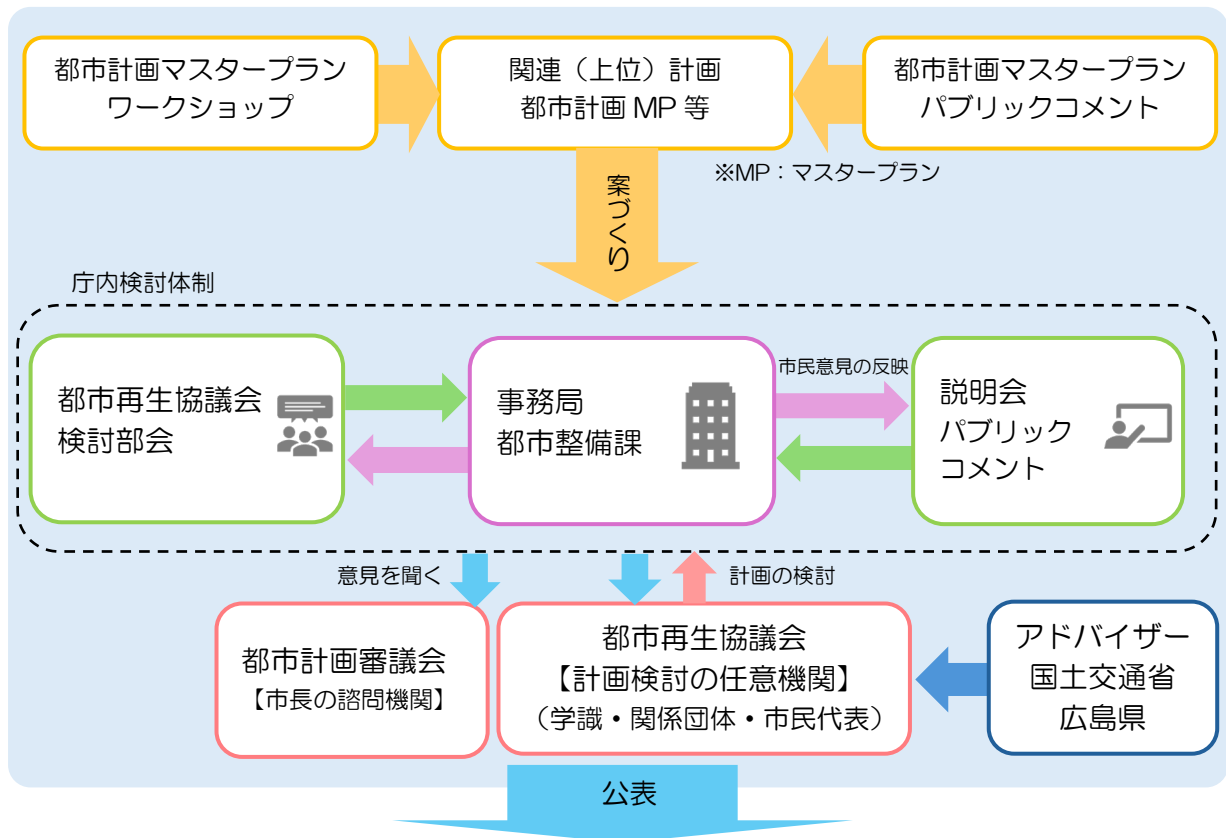 都市計画マスタープラン
ワークショップ
関連（上位）計画
都市計画 MP 等
都市計画マスタープラン
パブリックコメント
※MP：マスタープラン
案づくり
庁内検討体制
都市再生協議会
検討部会
事務局
都市整備課
市民意見の反映
説明会
パブリック
コメント
意見を聞く
計画の検討
都市計画審議会
【市長の諮問機関】
都市再生協議会
【計画検討の任意機関】
（学識・関係団体・市民代表）
アドバイザー
国土交通省
広島県
公表